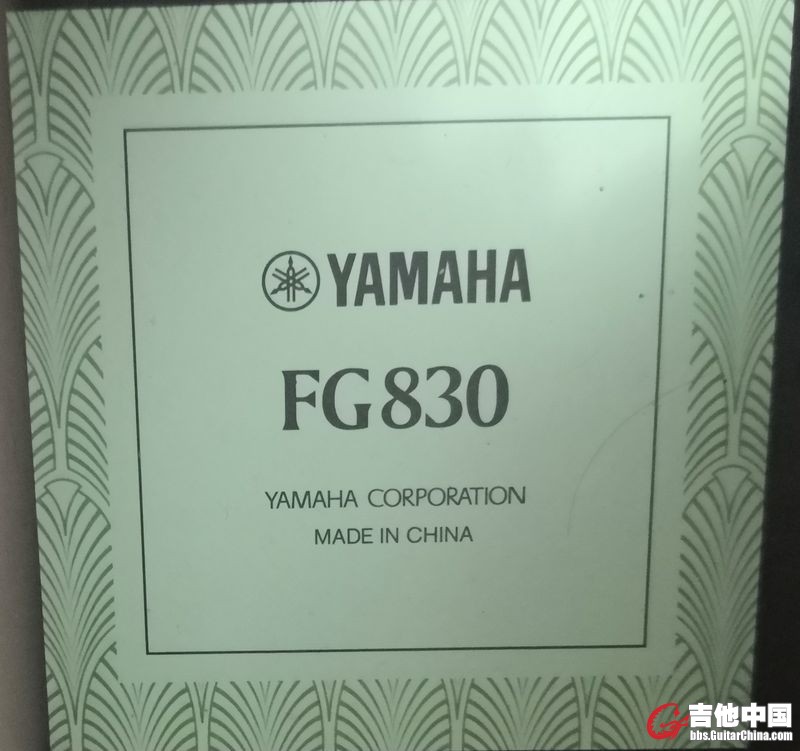 YAMAHA
FG830
YAMAHA CORPORATION
MADE IN CHINA
吉他中国
bbs.GuitarChina.com